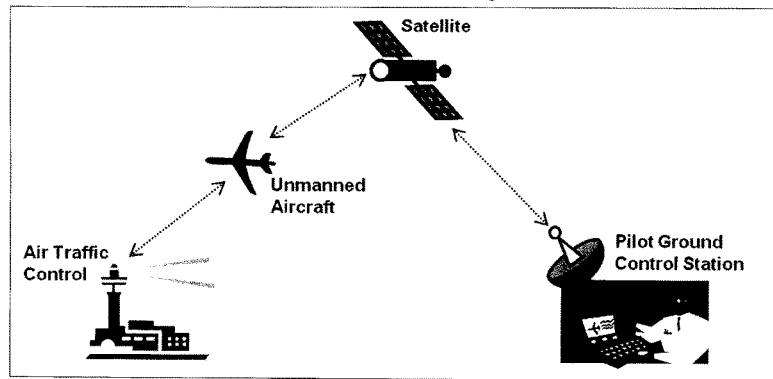 Satellite
Unmanned
Aircraft
Air Traffic
Control
Pilot Ground
Control Station